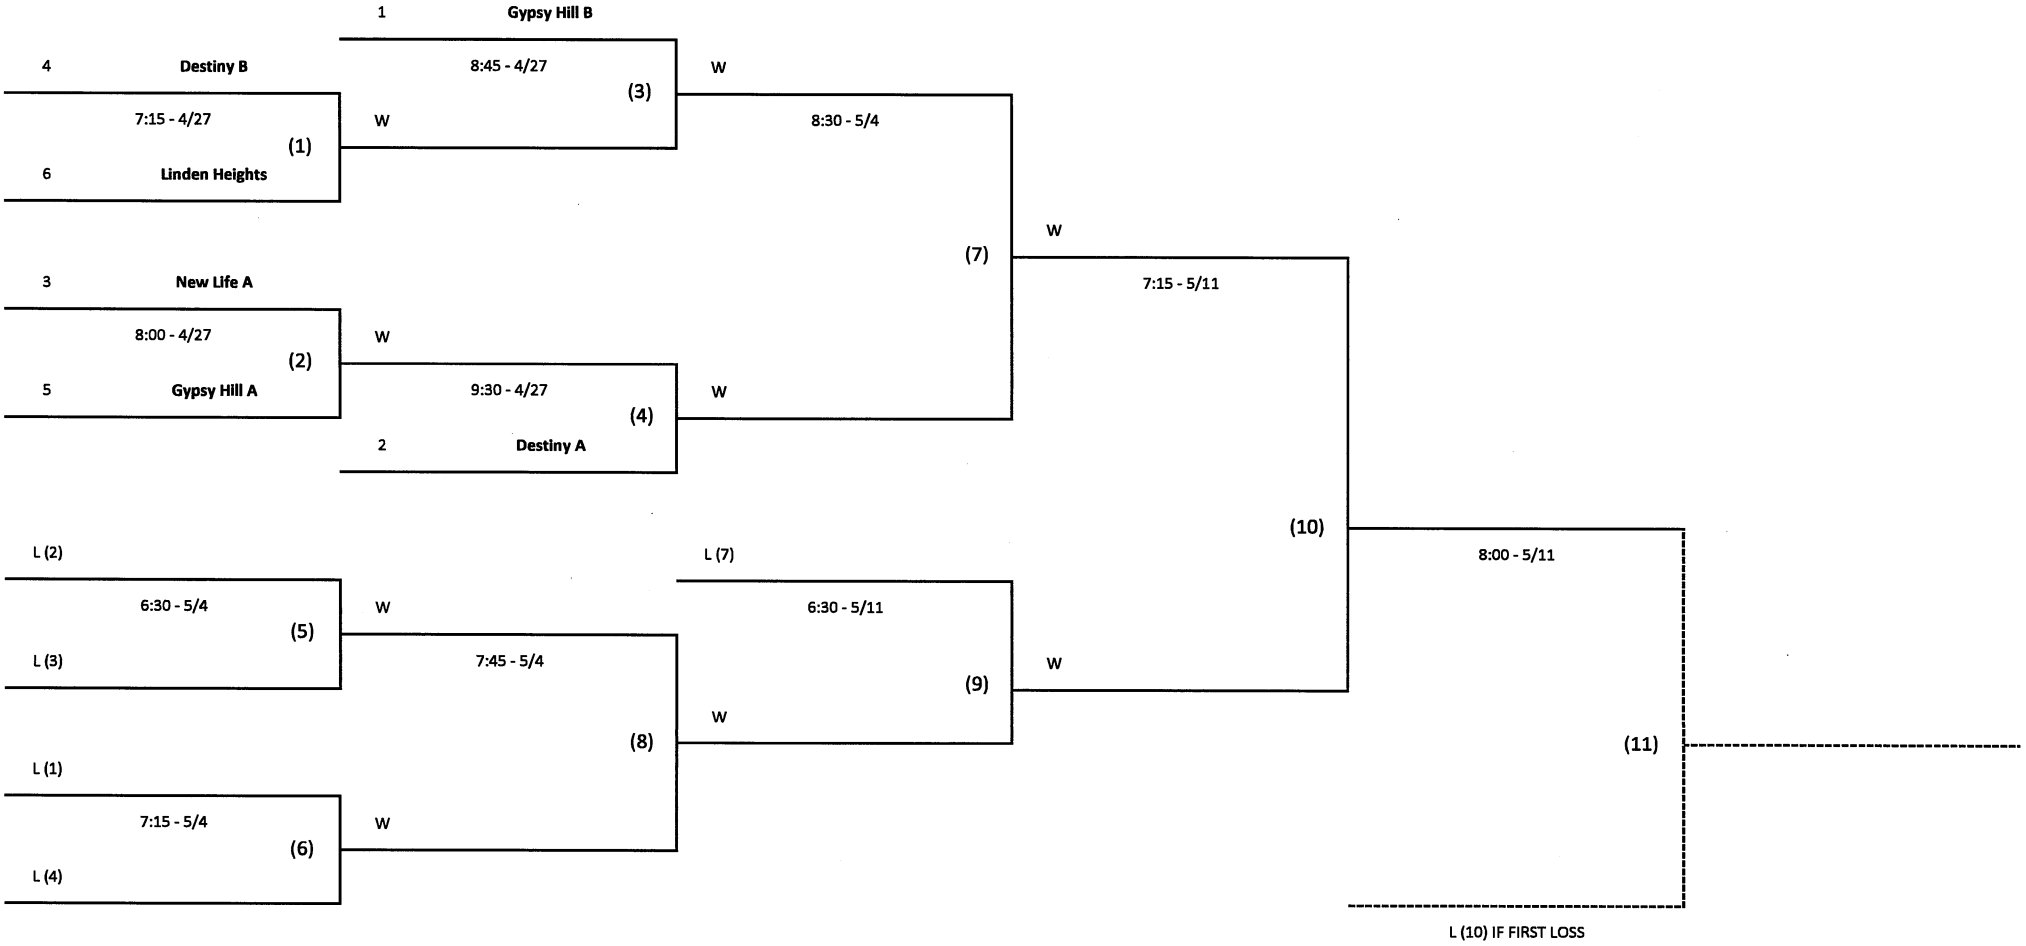 1 Gypsy Hill B
4 Destiny B
8:45 - 4/27
W
(3)
7:15 - 4/27
W
8:30 - 5/4
(1)
6 Linden Heights
W
(7)
3 New Life A
7:15 - 5/11
8:00 - 4/27
W
(2)
5 Gypsy Hill A
9:30 - 4/27
W
(4)
2 Destiny A
(10)
L (2)
L (7)
8:00 - 5/11
6:30 - 5/4
W
6:30 - 5/11
(5)
L (3)
7:45 - 5/4
W
(9)
W
(8)
(11)
L (1)
7:15 - 5/4
W
(6)
L (4)
L (10) IF FIRST LOSS